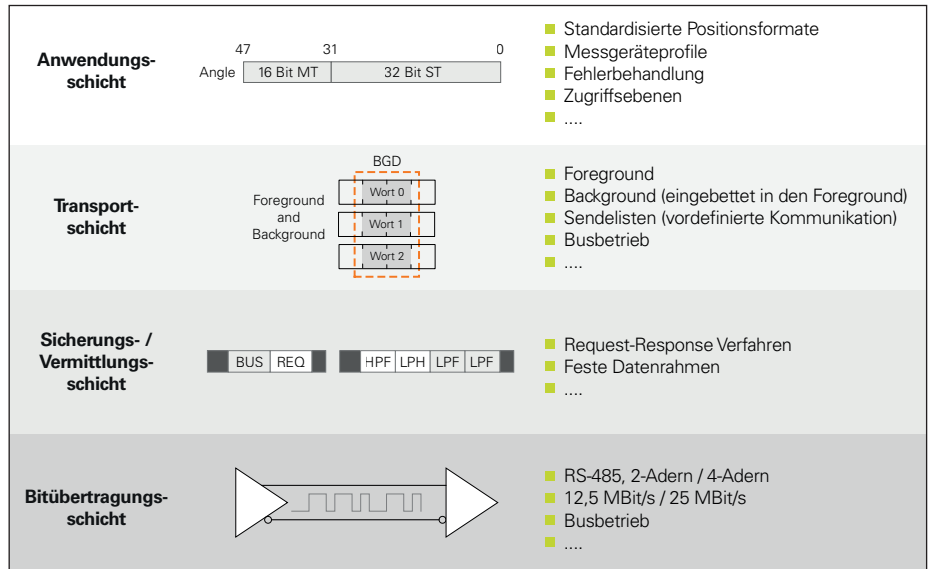 Anwendungs-
schicht
47 31 0
Angle 16 Bit MT 32 Bit ST
Standardisierte Positionsformate
Messgeräteprofile
Fehlerbehandlung
Zugriffsebenen
....
Transport-
schicht
Foreground
and
Background
BGD
Wort 0
Wort 1
Wort 2
Foreground
Background (eingebettet in den Foreground)
Sendelisten (vordefinierte Kommunikation)
Busbetrieb
....
Sicherungs- /
Vermittlungs-
schicht
BUS REQ HPF LPH LPF LPF
Request-Response Verfahren
Feste Datenrahmen
....
Bitübertragungs-
schicht
RS-485, 2-Adern / 4-Adern
12,5 MBit/s / 25 MBit/s
Busbetrieb
....